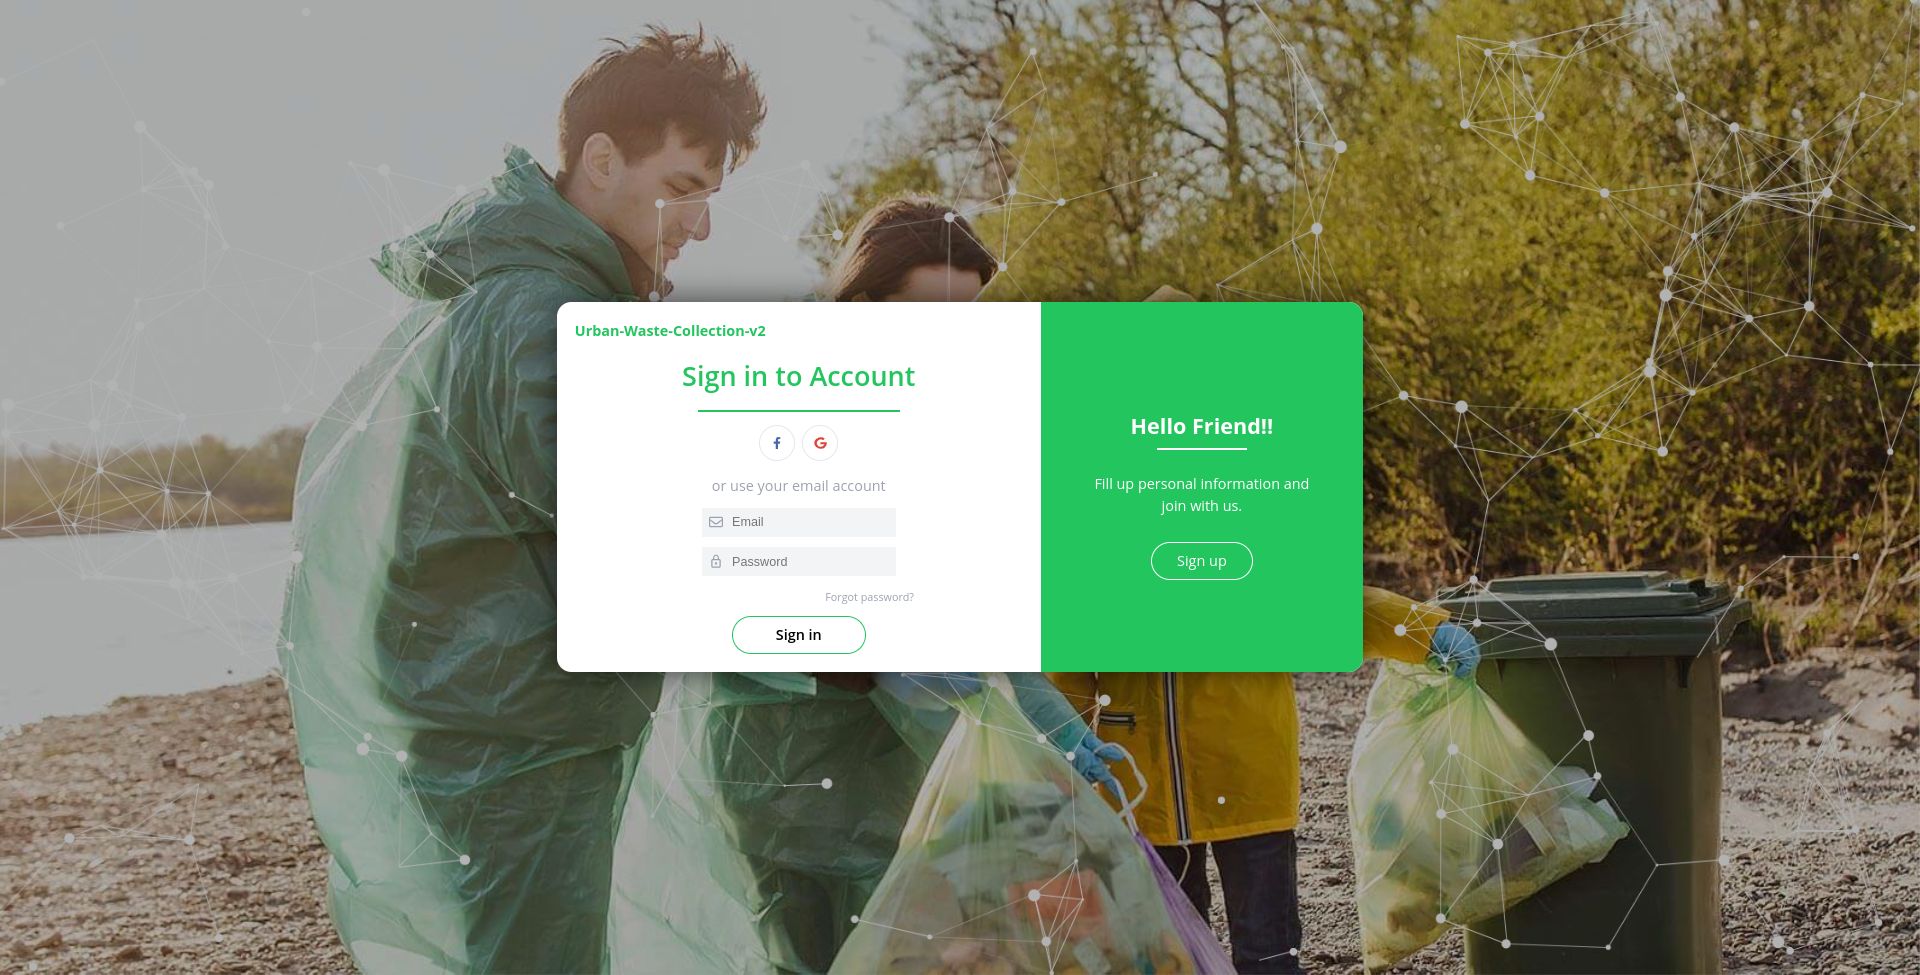 Urban-Waste-Collection-v2
Sign in to Account
or use your email account
Email
Password
Forgot password?
Sign in
Hello Friend!!
Fill up personal information and
join with us.
Sign up